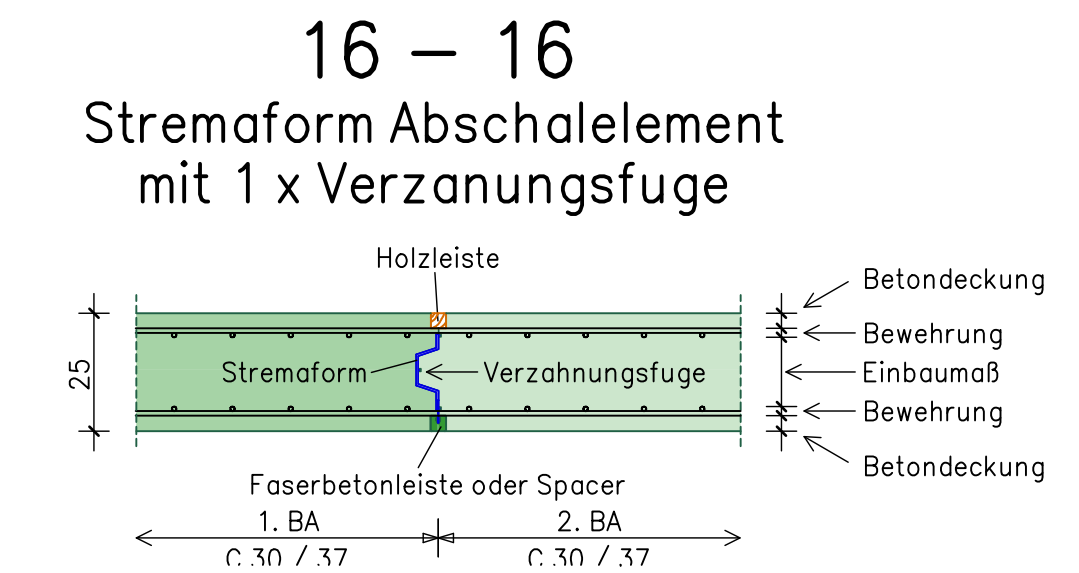 16 – 16
Stremaform Abschalelement
mit 1 x Verzanungsfuge
Holzleiste
Betondeckung
Bewehrung
25
Stremaform
Verzahnungsfuge
Einbaumaß
Bewehrung
Betondeckung
Faserbetonleiste oder Spacer
1. BA
2. BA
C 30 / 37
C 30 / 37